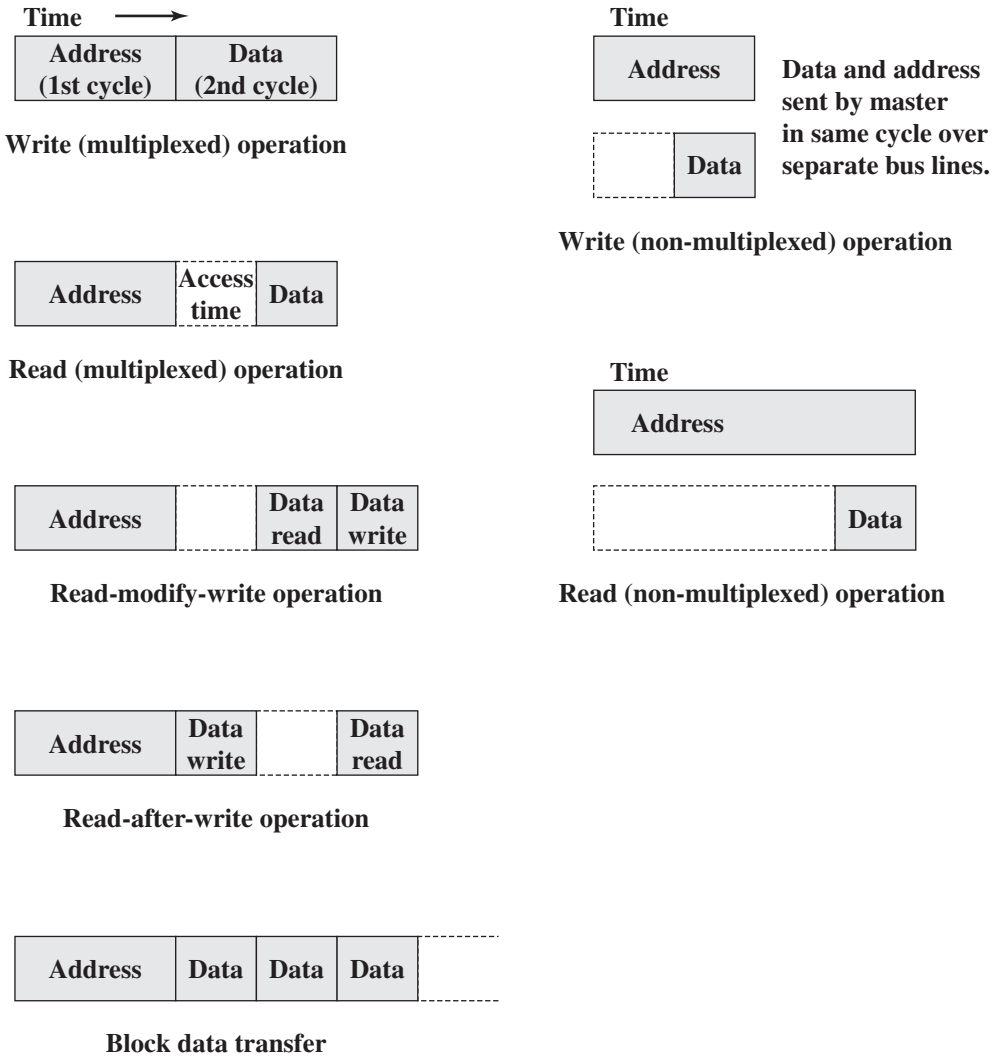 Time
Address
(1st cycle)
Data
(2nd cycle)
Write (multiplexed) operation
Address
Access
time
Data
Read (multiplexed) operation
Address
Data
read
Data
write
Read-modify-write operation
Address
Data
write
Data
read
Read-after-write operation
Address
Data
Data
Data
Block data transfer
Time
Address
Data
Data and address
sent by master
in same cycle over
separate bus lines.
Write (non-multiplexed) operation
Time
Address
Data
Read (non-multiplexed) operation